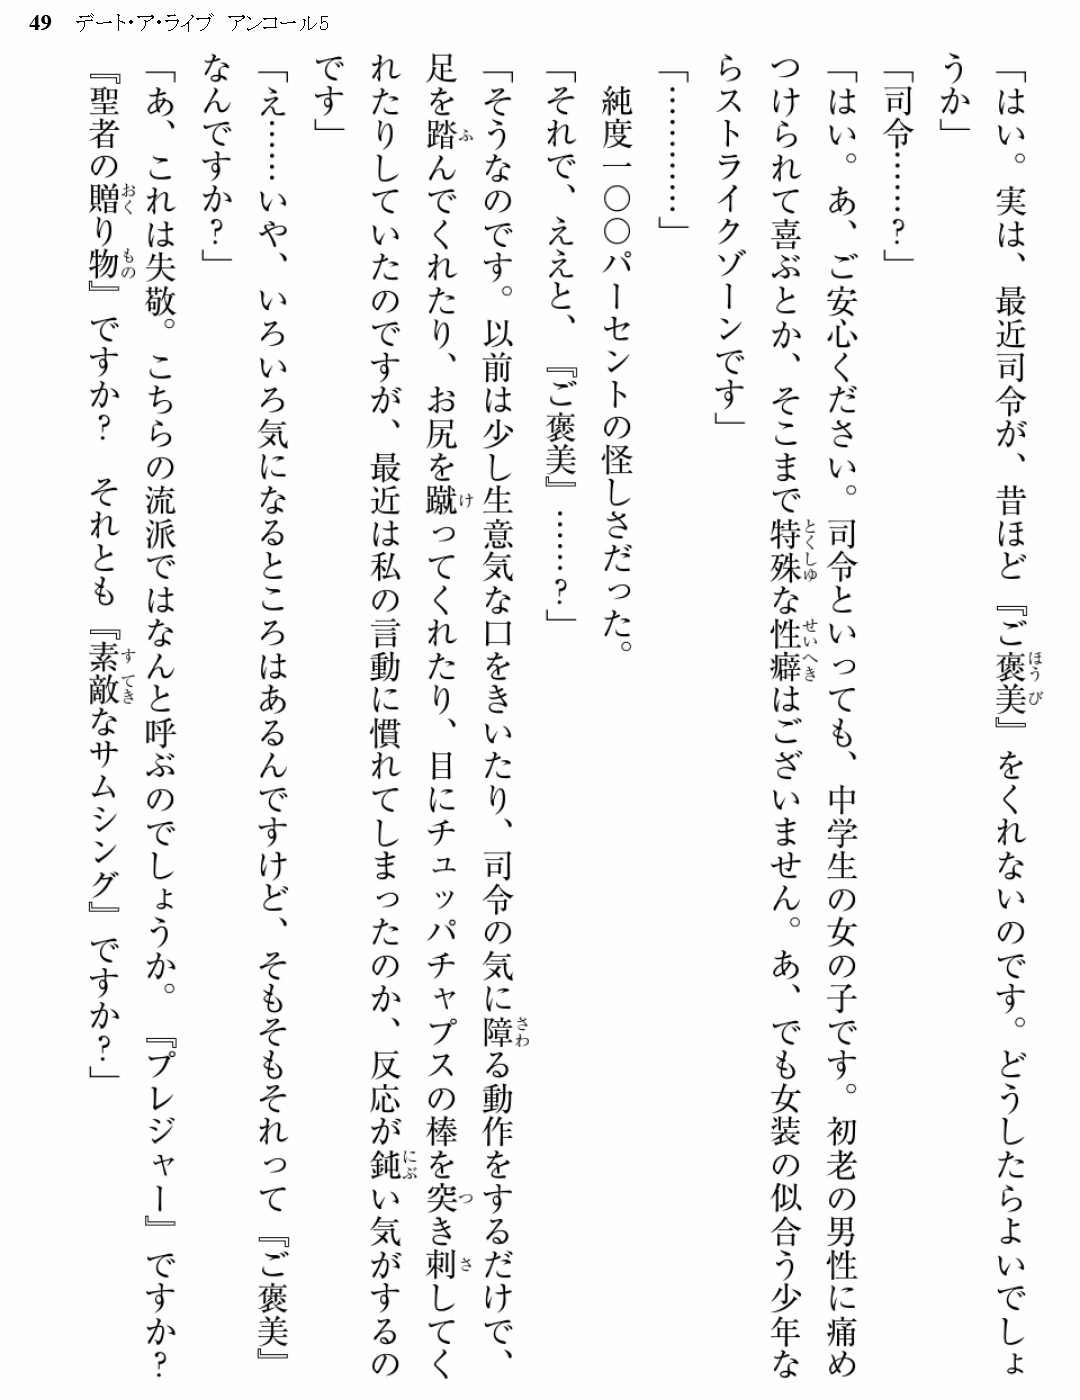 49 デート・ア・ライブ アンコール5
「はい。実は、最近司令が、昔ほど『ご褒美』をくれないのです。どうしたらよいでしょ
うか」
「司令……？」
「はい。あ、ご安心ください。司令といっても、中学生の女の子です。初老の男性に痛め
つけられて喜ぶとか、そこまで特殊な性癖はございません。あ、でも女装の似合う少年な
らストライクゾーンです」
「…………」
　純度一〇〇パーセントの怪しさだった。
「それで、ええと、『ご褒美』……？」
「そうなのです。以前は少し生意気な口をきいたり、司令の気に障る動作をするだけで、
足を踏んでくれたり、お尻を蹴ってくれたり、目にチュッパチャプスの棒を突き刺してく
れたりしていたのですが、最近は私の言動に慣れてしまったのか、反応が鈍い気がするの
です」
「え……いや、いろいろ気になるところはあるんですけど、そもそもそれって『ご褒美』
なんですか？」
「あ、これは失敬。こちらの流派ではなんと呼ぶのでしょうか。『プレジャー』ですか？
『聖者の贈り物』ですか？　それとも『素敵なサムシング』ですか？」